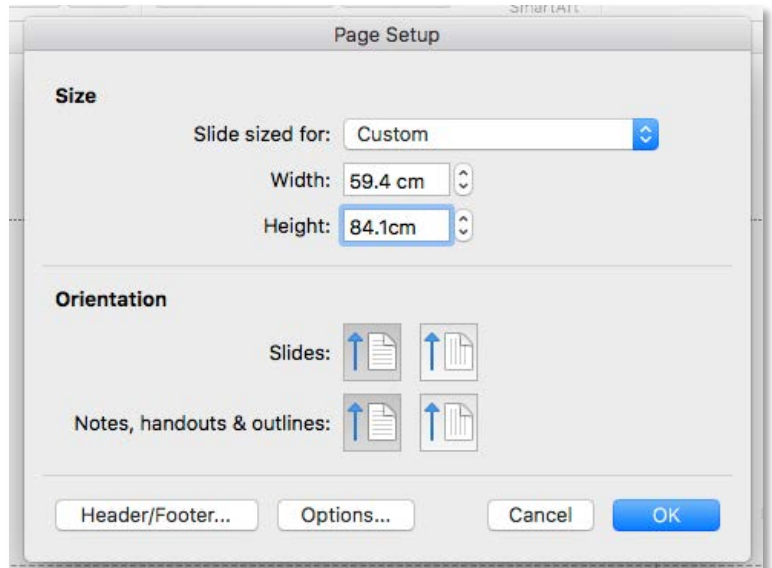 SmartArt
Page Setup
Size
Slide sized for: Custom
Width: 59.4 cm
Height: 84.1cm
Orientation
Slides:
Notes, handouts & outlines:
Header/Footer... Options... Cancel OK